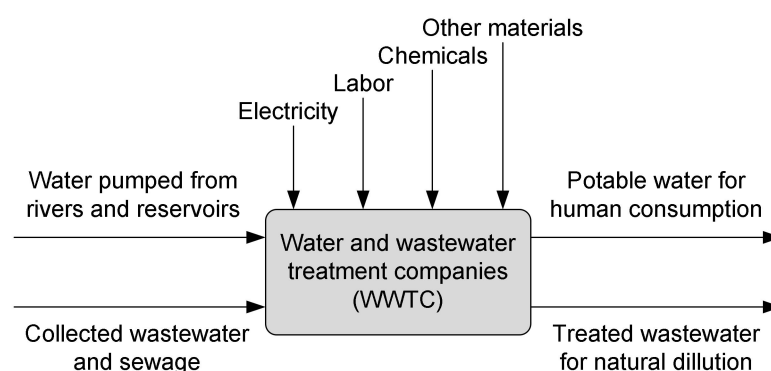 Other materials
Chemicals
Labor
Electricity
Water pumped from
rivers and reservoirs
Potable water for
human consumption
Water and wastewater
treatment companies
(WWTC)
Collected wastewater
and sewage
Treated wastewater
for natural dillution